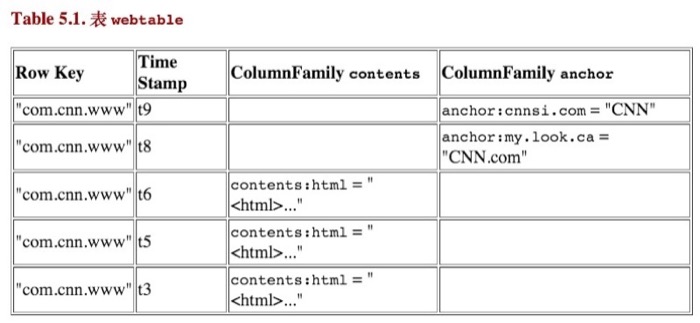 Table 5.1. 表 webtable
Row Key
Time
Stamp
ColumnFamily contents
ColumnFamily anchor
"com.cnn.www"
t9
anchor:cnnsi.com = "CNN"
"com.cnn.www"
t8
anchor:my.look.ca =
"CNN.com"
"com.cnn.www"
t6
contents:html = "
<html>..."
"com.cnn.www"
t5
contents:html = "
<html>..."
"com.cnn.www"
t3
contents:html = "
<html>..."